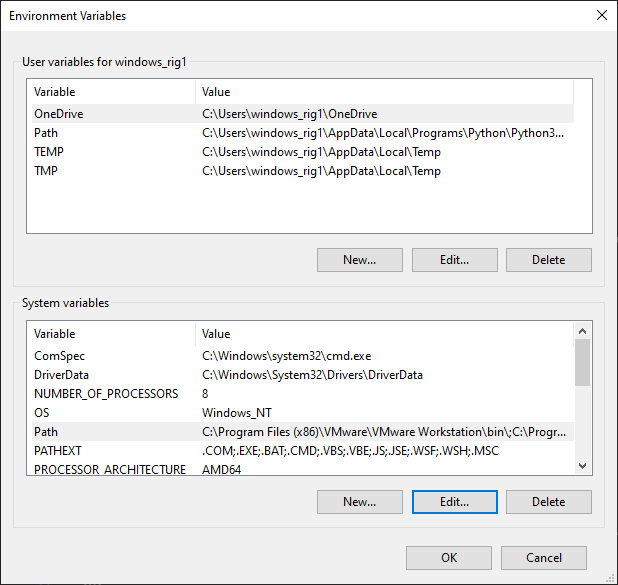 Environment Variables
User variables for windows_rig1
Variable Value
OneDrive C:\Users\windows_rig1\OneDrive
Path C:\Users\windows_rig1\AppData\Local\Programs\Python\Python3...
TEMP C:\Users\windows_rig1\AppData\Local\Temp
TMP C:\Users\windows_rig1\AppData\Local\Temp
New... Edit... Delete
System variables
Variable Value
ComSpec C:\Windows\system32\cmd.exe
DriverData C:\Windows\System32\Drivers\DriverData
NUMBER_OF_PROCESSORS 8
OS Windows_NT
Path C:\Program Files (x86)\VMware\VMware Workstation\bin\;C:\Progr...
PATHEXT .COM;.EXE;.BAT;.CMD;.VBS;.VBE;.JS;.JSE;.WSF;.WSH;.MSC
PROCESSOR_ARCHITECTURE AMD64
New... Edit... Delete
OK Cancel